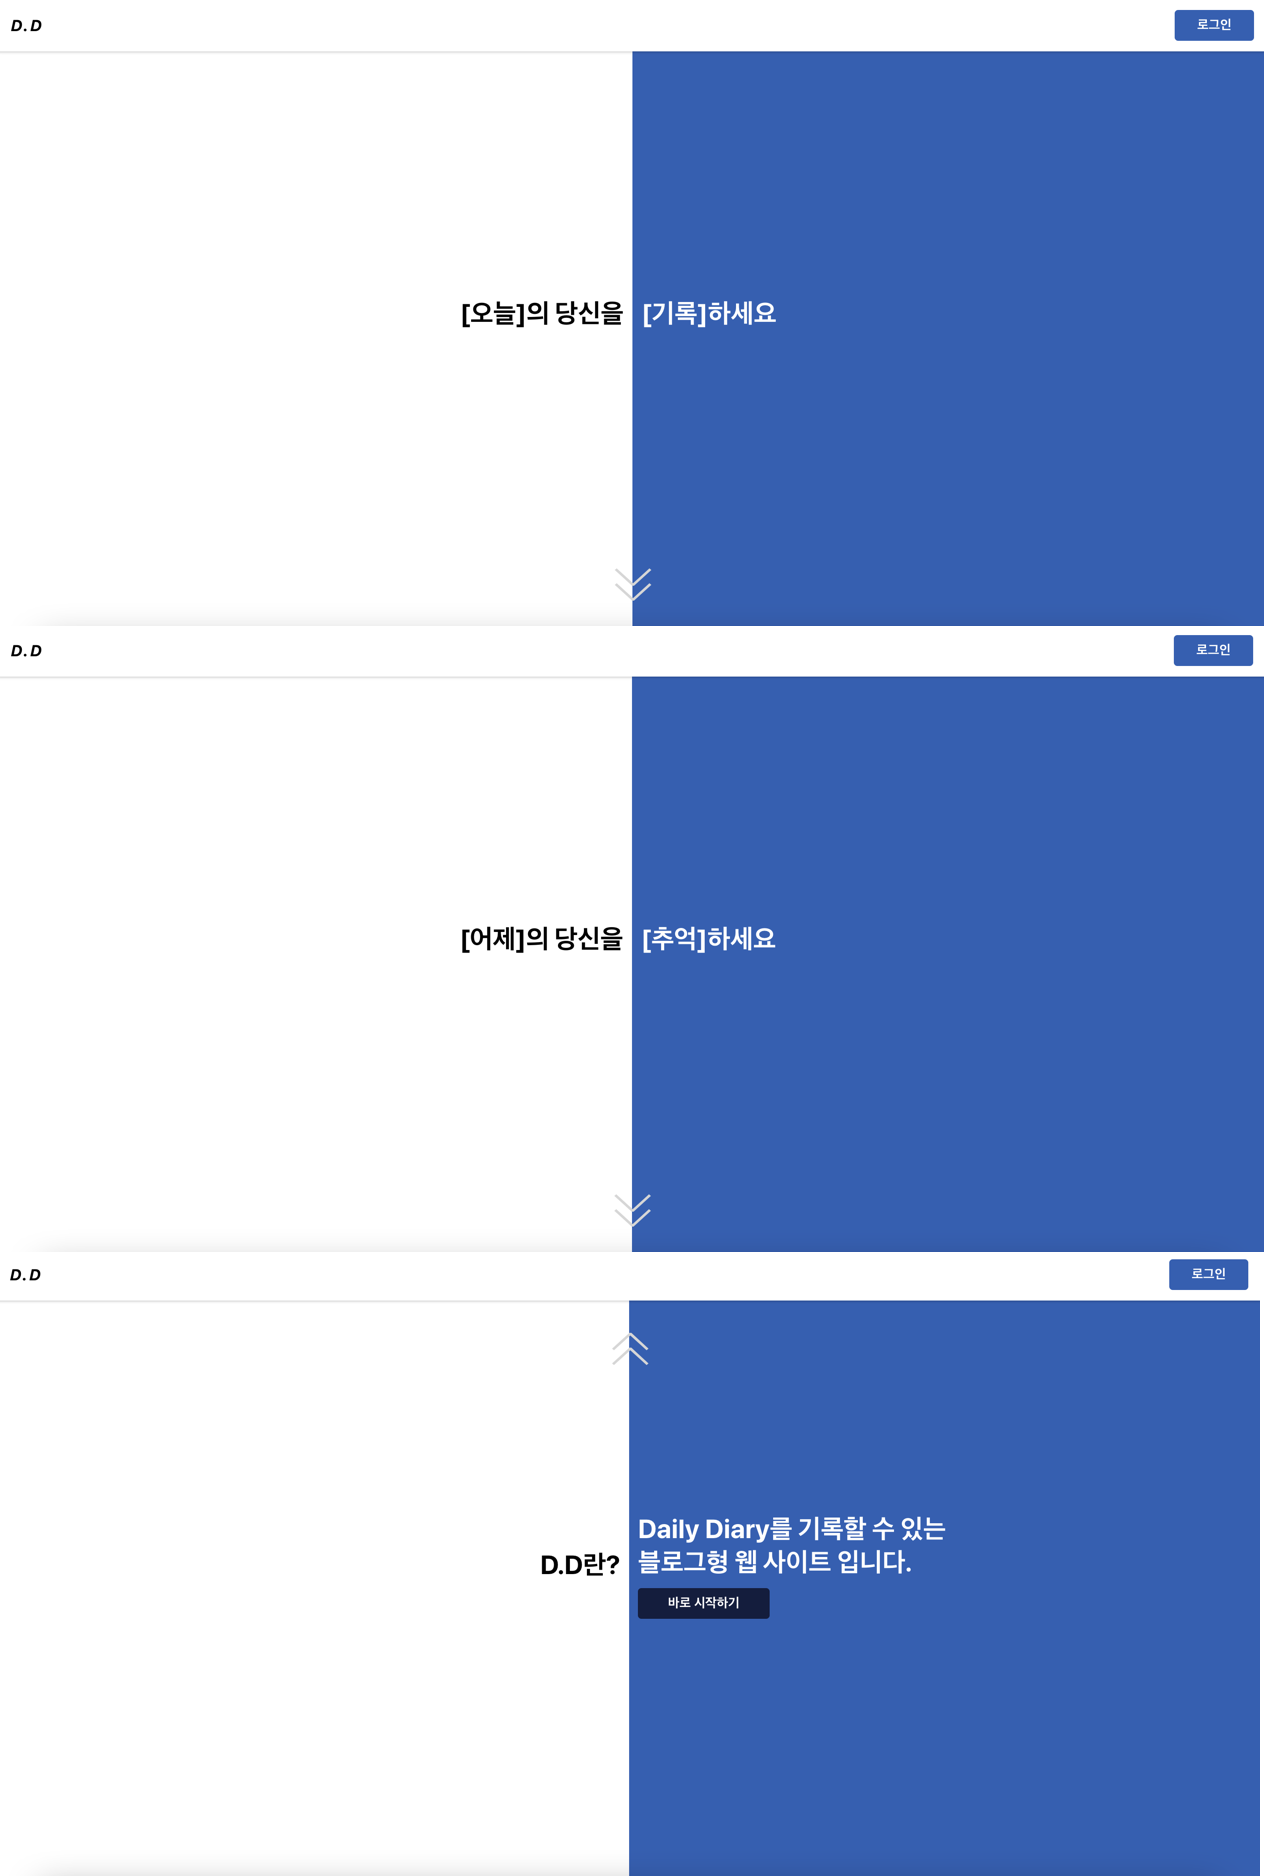 D.D
로그인
[오늘]의 당신을 [기록]하세요
D.D
로그인
[어제]의 당신을 [추억]하세요
D.D
로그인
D.D란?
Daily Diary를 기록할 수 있는
블로그형 웹 사이트 입니다.
바로 시작하기